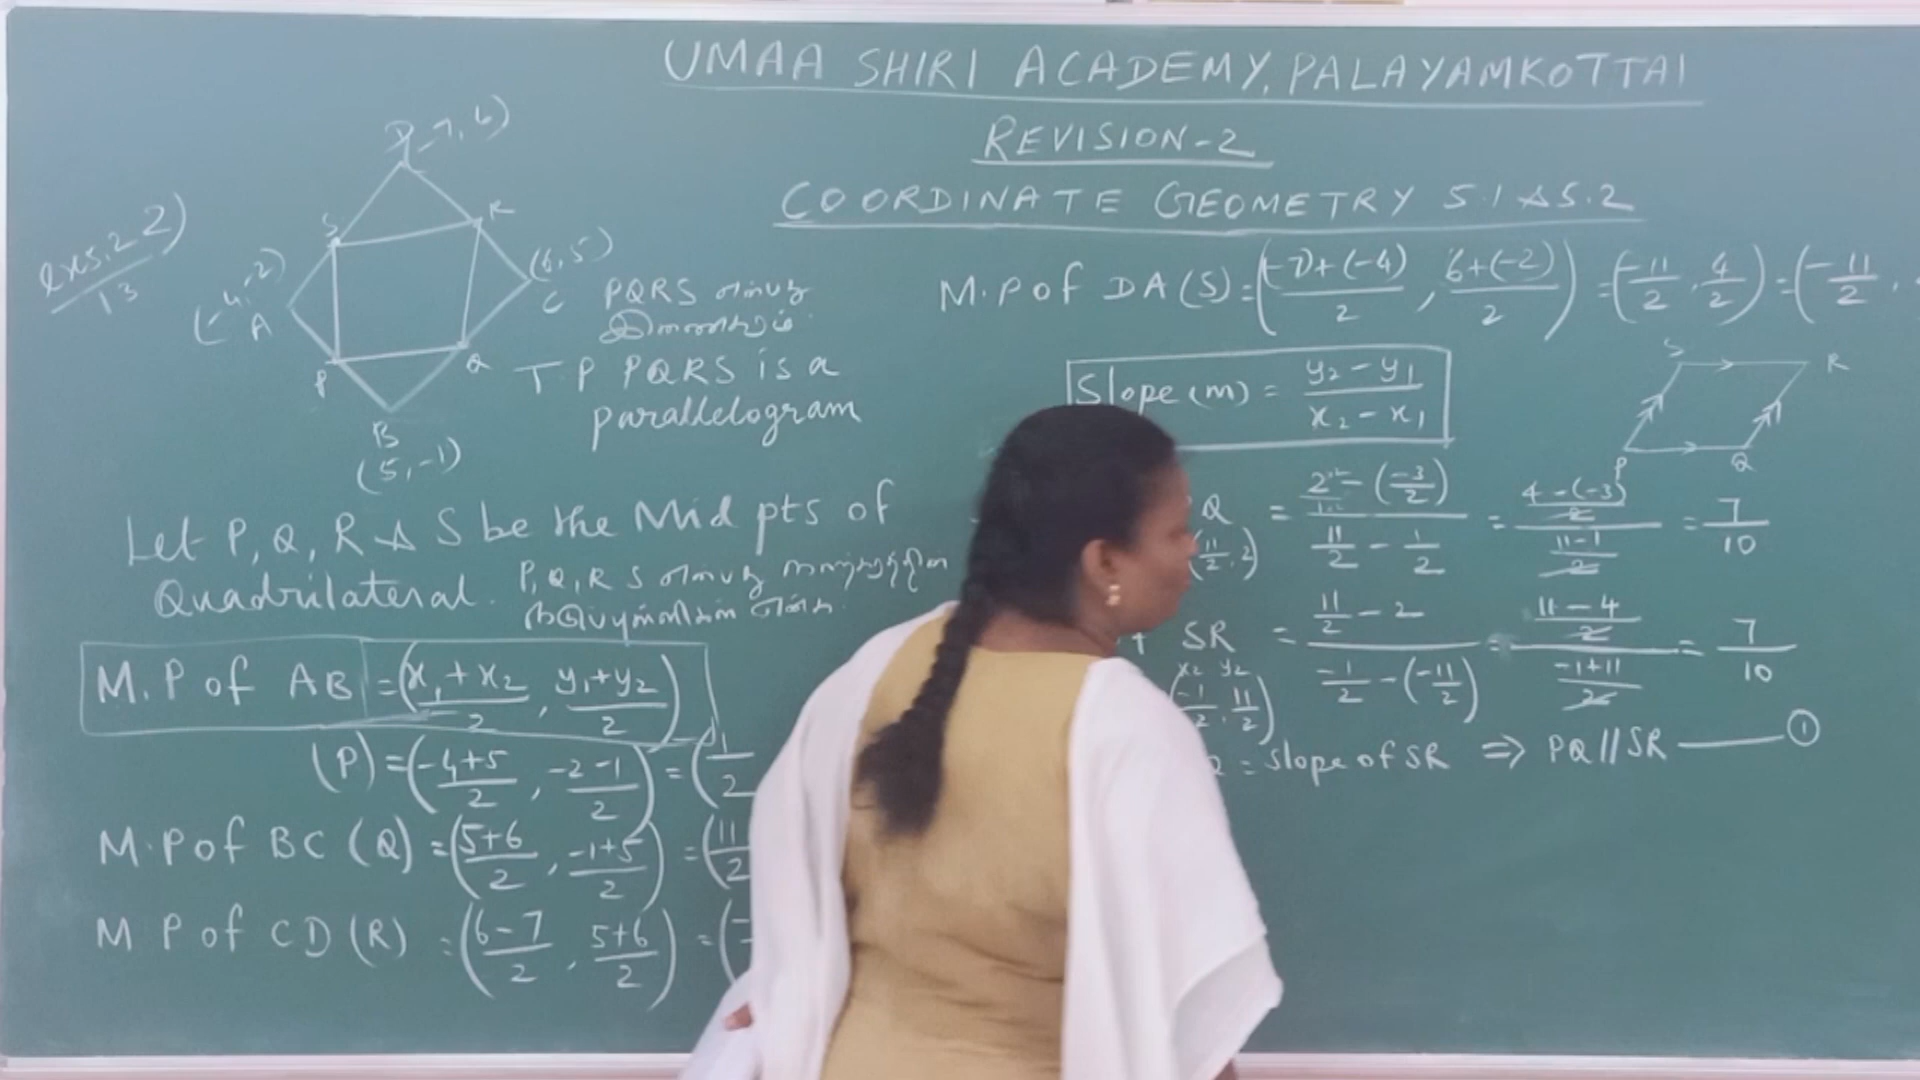 UMAA SHIRI ACADEMY, PALAYAMKOTTAI
REVISION-2
COORDINATE GEOMETRY 5.1 & 5.2
ex 5.2
13
D(-7, 6)
S
R
(-4, -2)
A
(6, 5)
C
P
Q
B
(5, -1)
PQRS என்பது
இணைகரம்.
T P PQRS is a
parallelogram
Let P, Q, R & S be the Mid pts of
Quadrilateral.
P, Q, R S என்பது
M.P of AB = (x₁+x₂/2, y₁+y₂/2)
(P) = (-4+5/2, -2-1/2) = (1/2
M.P of BC (Q) = (5+6/2, -1+5/2) = (11/2
M P of CD (R) = (6-7/2, 5+6/2) = (-
M.P of DA (S) = (-7+(-4)/2, 6+(-2)/2) = (-11/2, 4/2) = (-11/2,
Slope (m) = y₂-y₁/x₂-x₁
S
R
P
Q
Q = 2-(-3/2) / 11/2 - 1/2 = 4-(-3)/2 / 11-1/2 = 7/10
(11/2, 2)
SR = 11/2 - 2 / -1/2 - (-11/2) = 11-4/2 / -1+11/2 = 7/10
x₂ y₂
(-1/2, 11/2)
= Slope of SR ⇒ PQ // SR — ①